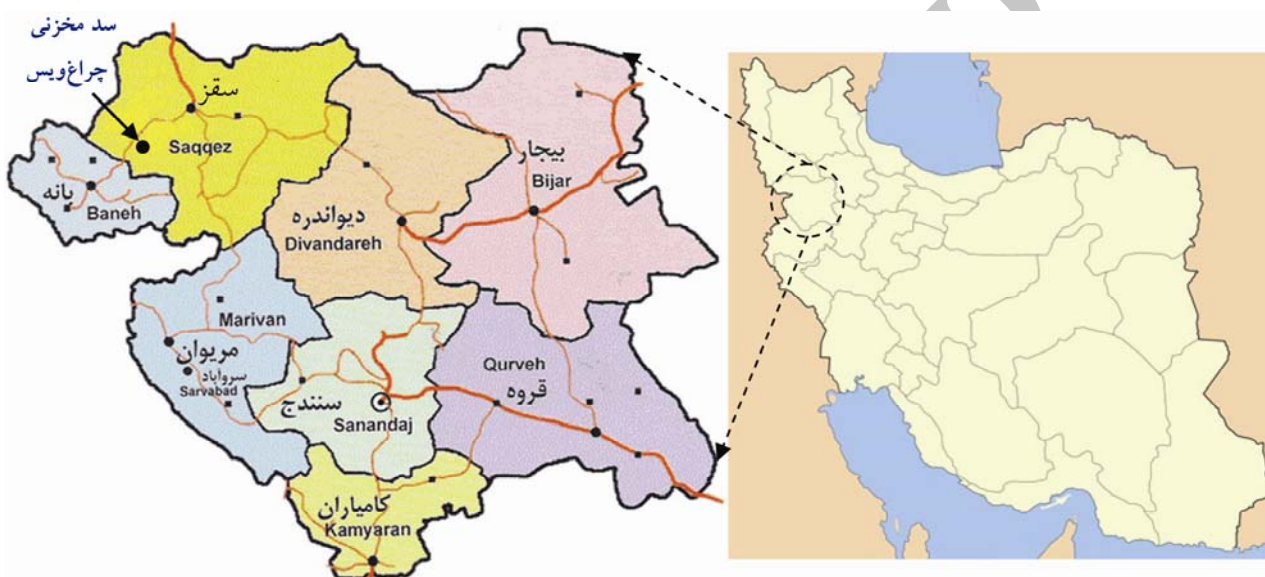 سد مخزنی
چراغ‌ویس
سقز
Saqqez
بانه
Baneh
بیجار
Bijar
دیواندره
Divandareh
Marivan
مریوان
سروآباد
Sarvabad
سنندج
Sanandaj
Qurveh
قروه
کامیاران
Kamyaran